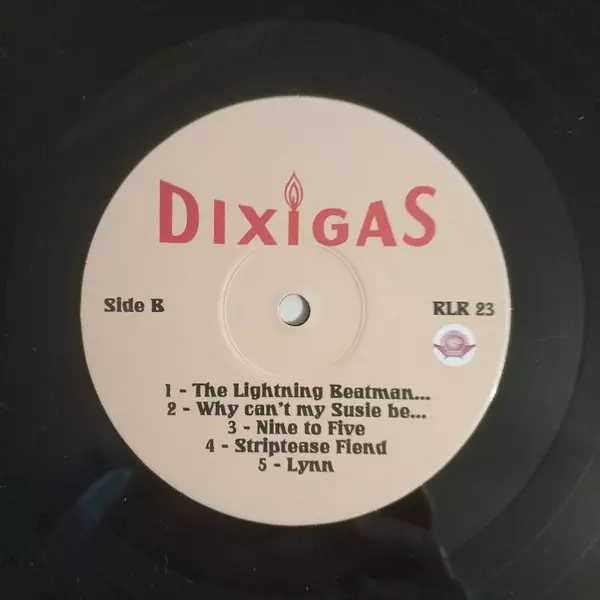 DIXIGAS
Side B
RLR 23
1 - The Lightning Beatman...
2 - Why can't my Susie be...
3 - Nine to Five
4 - Striptease Fiend
5 - Lynn